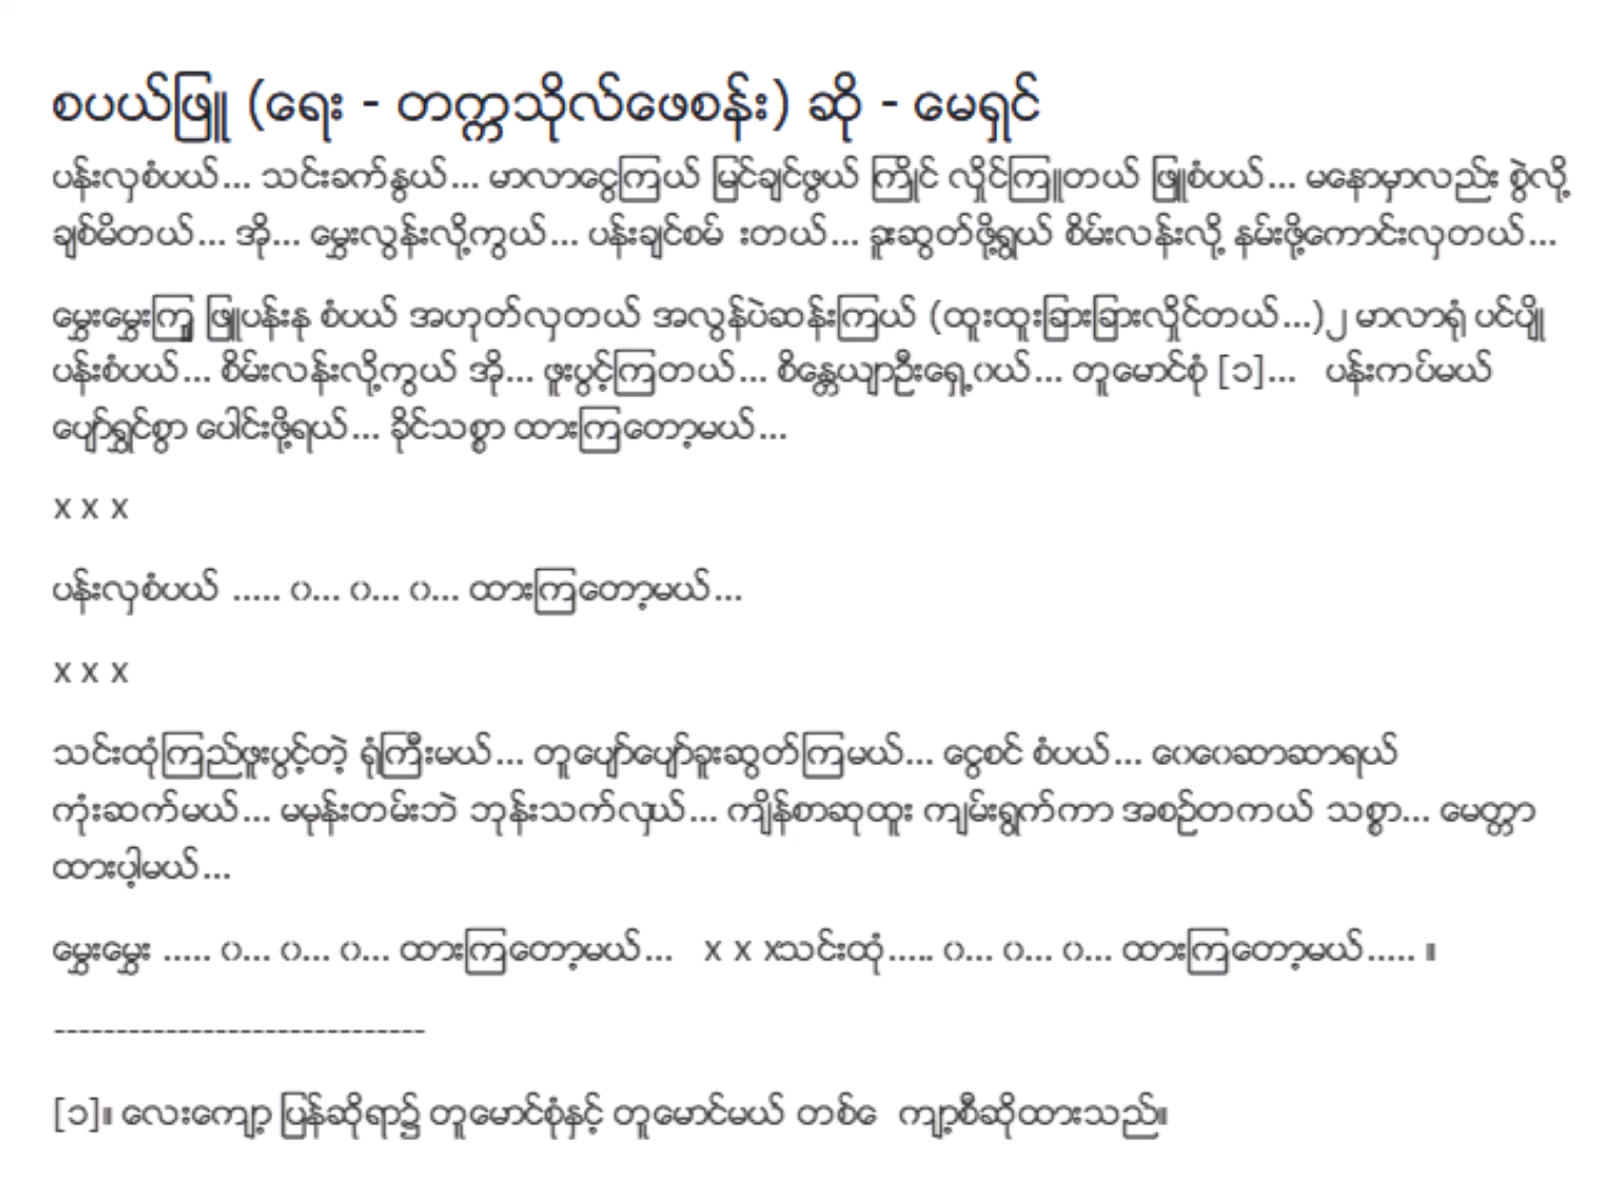 စပယ်ဖြူ (ရေး - တက္ကသိုလ်ဖေစန်း) ဆို - မေရှင်
ပန်းလှစံပယ်... သင်းခက်နွယ်... မာလာငွေကြယ် မြင်ချင်ဖွယ် ကြိုင် လှိုင်ကြူတယ် ဖြူစံပယ်... မနောမှာလည်း စွဲလို့
ချစ်မိတယ်... အို... မွှေးလွန်းလို့ကွယ်... ပန်းချင်စမ် းတယ်... ခူးဆွတ်ဖို့ရွယ် စိမ်းလန်းလို့ နမ်းဖို့ကောင်းလှတယ်...
မွှေးမွှေးကြူ ဖြူပန်းနု စံပယ် အဟုတ်လှတယ် အလွန်ပဲဆန်းကြယ် (ထူးထူးခြားခြားလှိုင်တယ်...)၂ မာလာရုံ ပင်ပျို
ပန်းစံပယ်... စိမ်းလန်းလို့ကွယ် အို... ဖူးပွင့်ကြတယ်... စိန္တေယျာဦးရှေ့ဝယ်... တူမောင်စုံ [၁]... ပန်းကပ်မယ်
ပျော်ရွှင်စွာ ပေါင်းဖို့ရယ်... ခိုင်သစ္စာ ထားကြတော့မယ်...
x x x
ပန်းလှစံပယ် ..... ဝ... ဝ... ဝ... ထားကြတော့မယ်...
x x x
သင်းထုံကြည်ဖူးပွင့်တဲ့ ရုံကြီးမယ်... တူပျော်ပျော်ခူးဆွတ်ကြမယ်... ငွေစင် စံပယ်... ဝေဝေဆာဆာရယ်
ကုံးဆက်မယ်... မမုန်းတမ်းဘဲ ဘုန်းသက်လှယ်... ကျိန်စာဆုထူး ကျမ်းရွက်ကာ အစဉ်တကယ် သစ္စာ... မေတ္တာ
ထားပါ့မယ်...
မွှေးမွှေး ..... ဝ... ဝ... ဝ... ထားကြတော့မယ်... x x xသင်းထုံ..... ဝ... ဝ... ဝ... ထားကြတော့မယ်..... ။
------------------------------
[၁]။ လေးကျော့ ပြန်ဆိုရာ၌ တူမောင်စုံနှင့် တူမောင်မယ် တစ်ေ ကျာ့စီဆိုထားသည်။